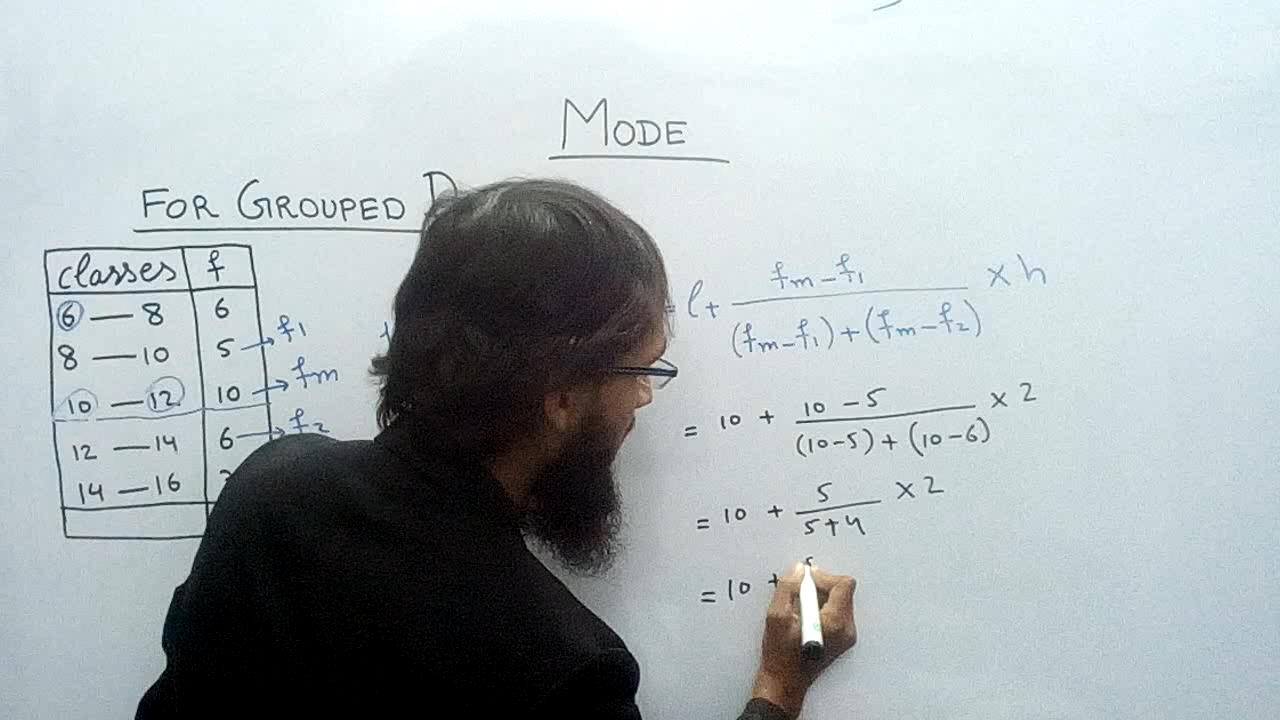 MODE
FOR GROUPED D
classes f
6 — 8 6
8 — 10 5 → f₁
10 — 12 10 → fm
12 — 14 6 → f₂
14 — 16
= l + (fm – f₁) / ((fm – f₁) + (fm – f₂)) × h
= 10 + (10 – 5) / ((10 – 5) + (10 – 6)) × 2
= 10 + 5 / (5 + 4) × 2
= 10 +